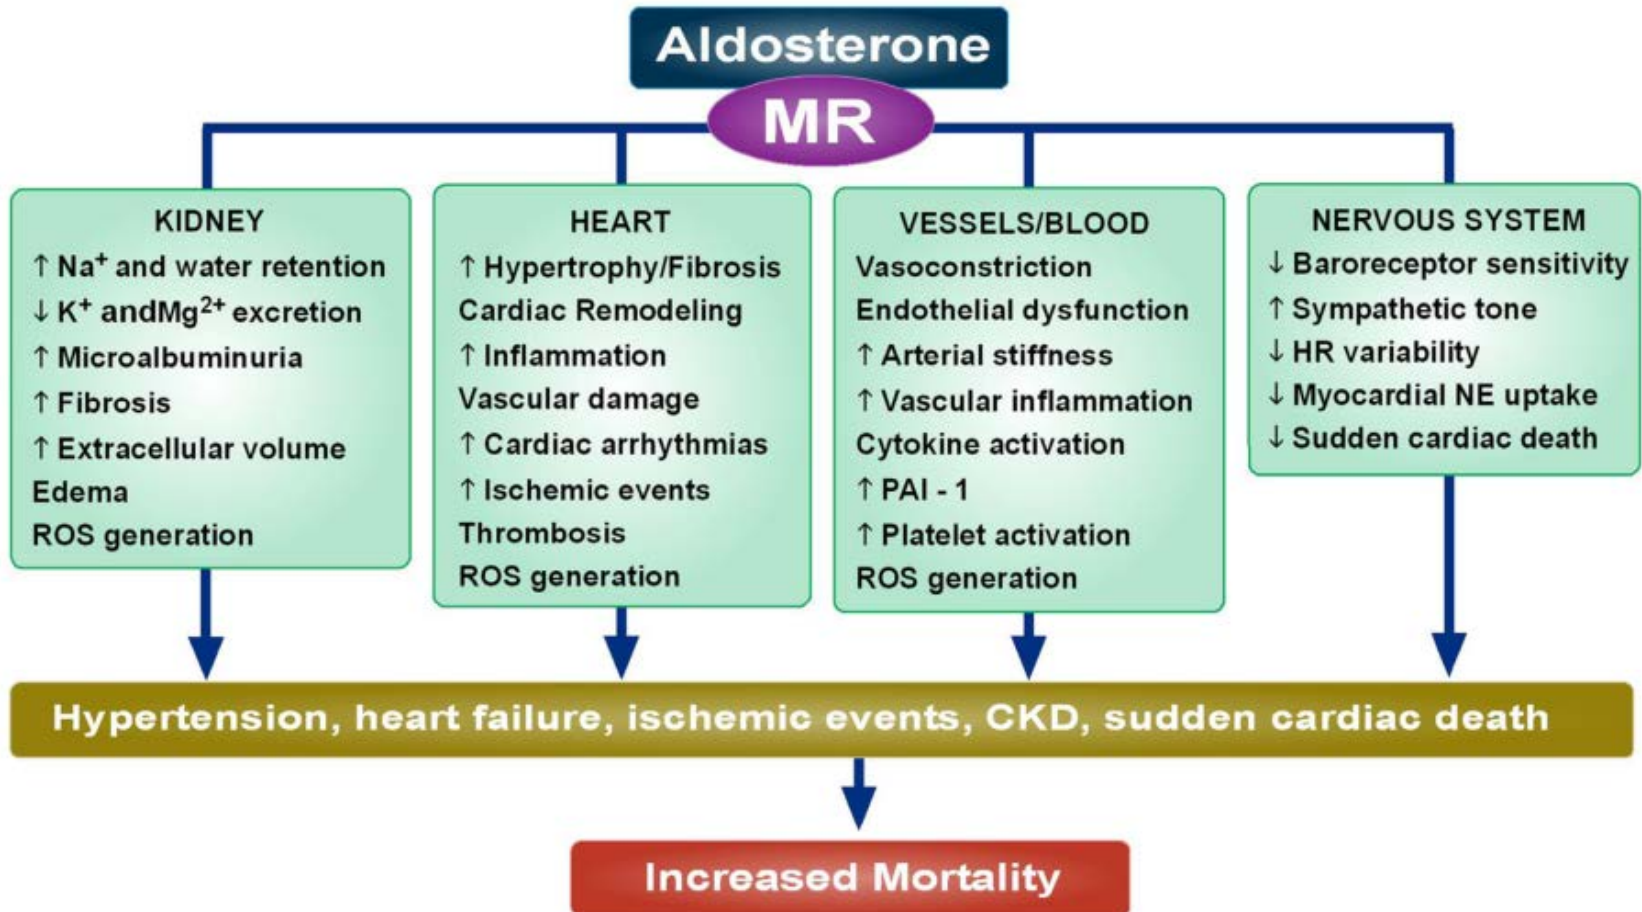 Aldosterone
MR
KIDNEY
↑ Na⁺ and water retention
↓ K⁺ andMg²⁺ excretion
↑ Microalbuminuria
↑ Fibrosis
↑ Extracellular volume
Edema
ROS generation
HEART
↑ Hypertrophy/Fibrosis
Cardiac Remodeling
↑ Inflammation
Vascular damage
↑ Cardiac arrhythmias
↑ Ischemic events
Thrombosis
ROS generation
VESSELS/BLOOD
Vasoconstriction
Endothelial dysfunction
↑ Arterial stiffness
↑ Vascular inflammation
Cytokine activation
↑ PAI - 1
↑ Platelet activation
ROS generation
NERVOUS SYSTEM
↓ Baroreceptor sensitivity
↑ Sympathetic tone
↓ HR variability
↓ Myocardial NE uptake
↓ Sudden cardiac death
Hypertension, heart failure, ischemic events, CKD, sudden cardiac death
Increased Mortality